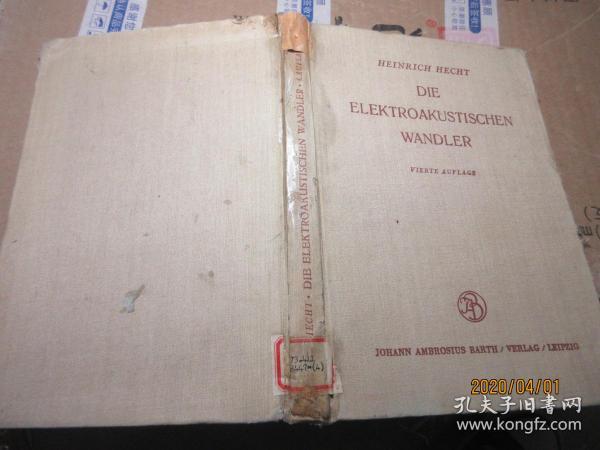 HEINRICH HECHT
DIE
ELEKTROAKUSTISCHEN
WANDLER
VIERTE AUFLAGE
JAB
JOHANN AMBROSIUS BARTH / VERLAG / LEIPZIG
HECHT · DIE ELEKTROAKUSTISCHEN WANDLER ·
2020/04/01
孔夫子旧书网
www.kongfz.com